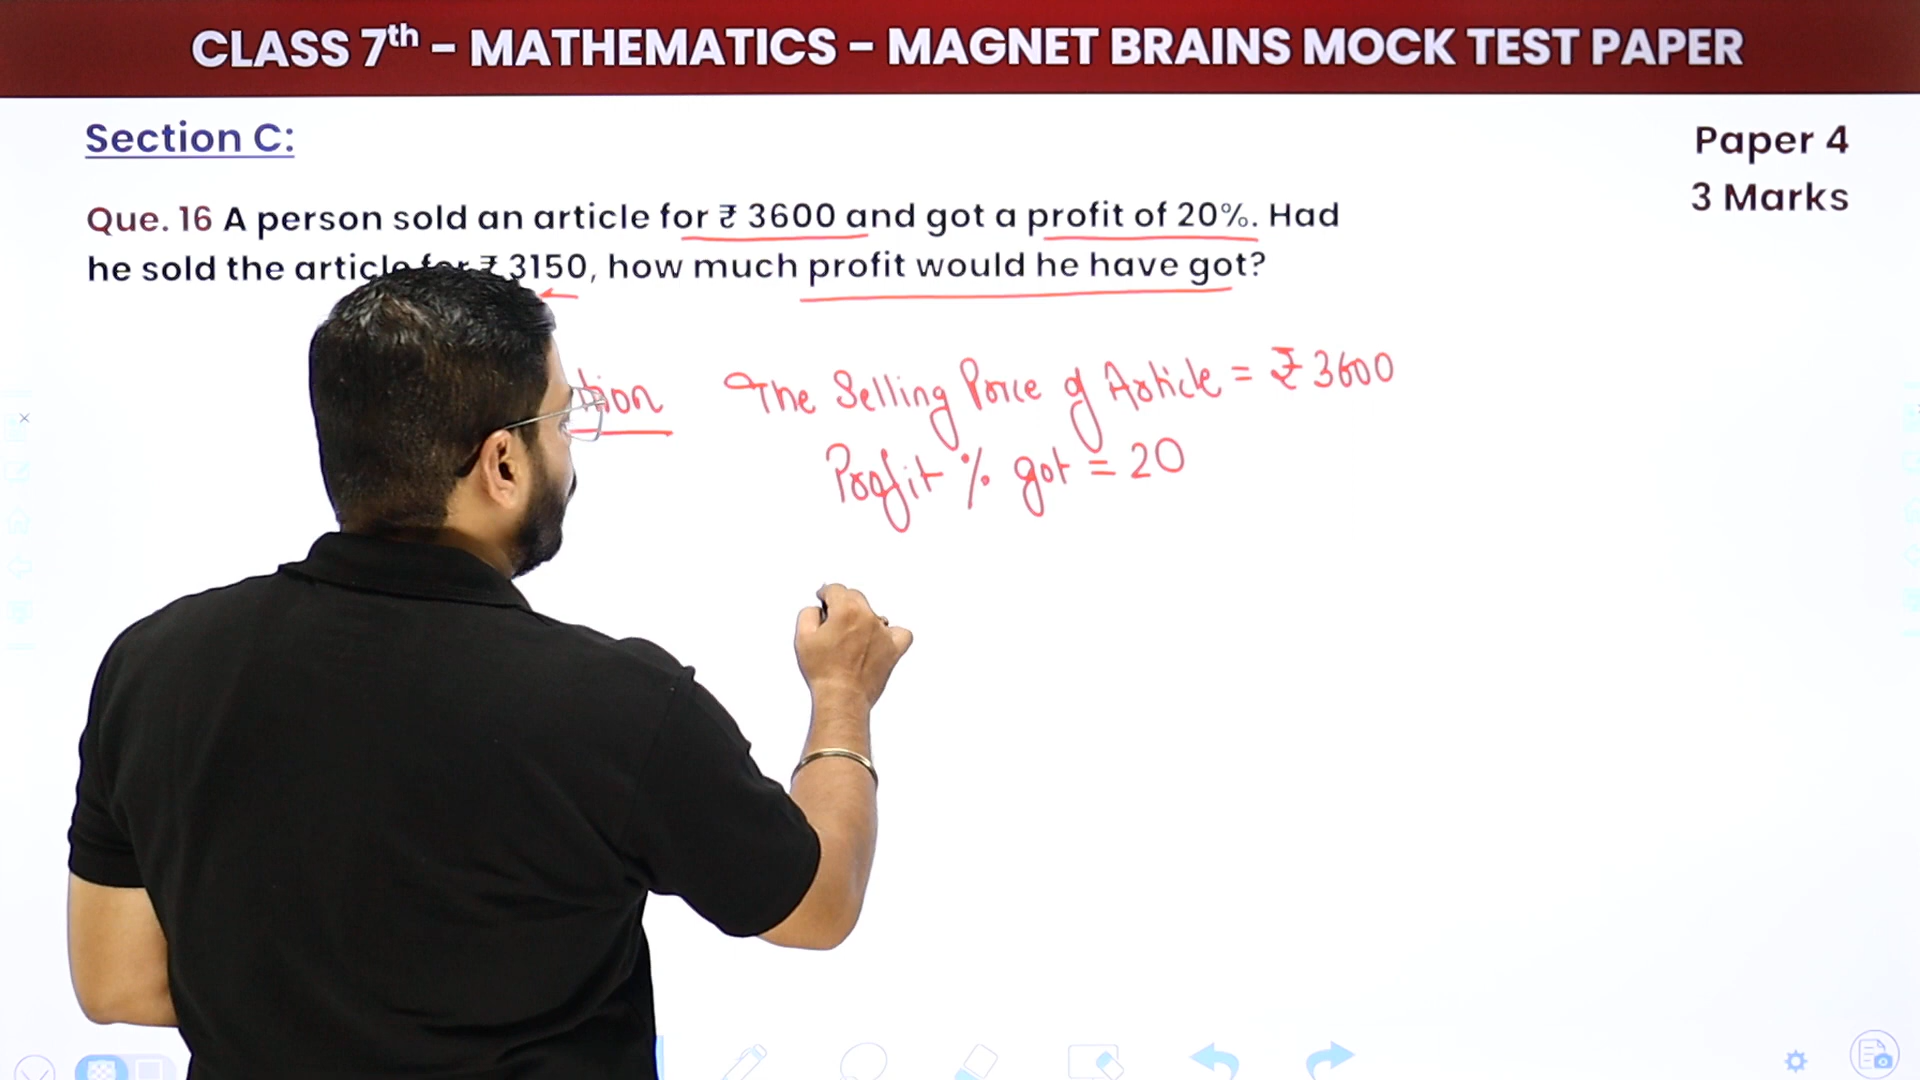 CLASS 7th – MATHEMATICS – MAGNET BRAINS MOCK TEST PAPER
Section C:
Paper 4
3 Marks
Que. 16 A person sold an article for ₹ 3600 and got a profit of 20%. Had
he sold the article for ₹ 3150, how much profit would he have got?
The Selling Price of Article = ₹ 3600
Profit % got = 20